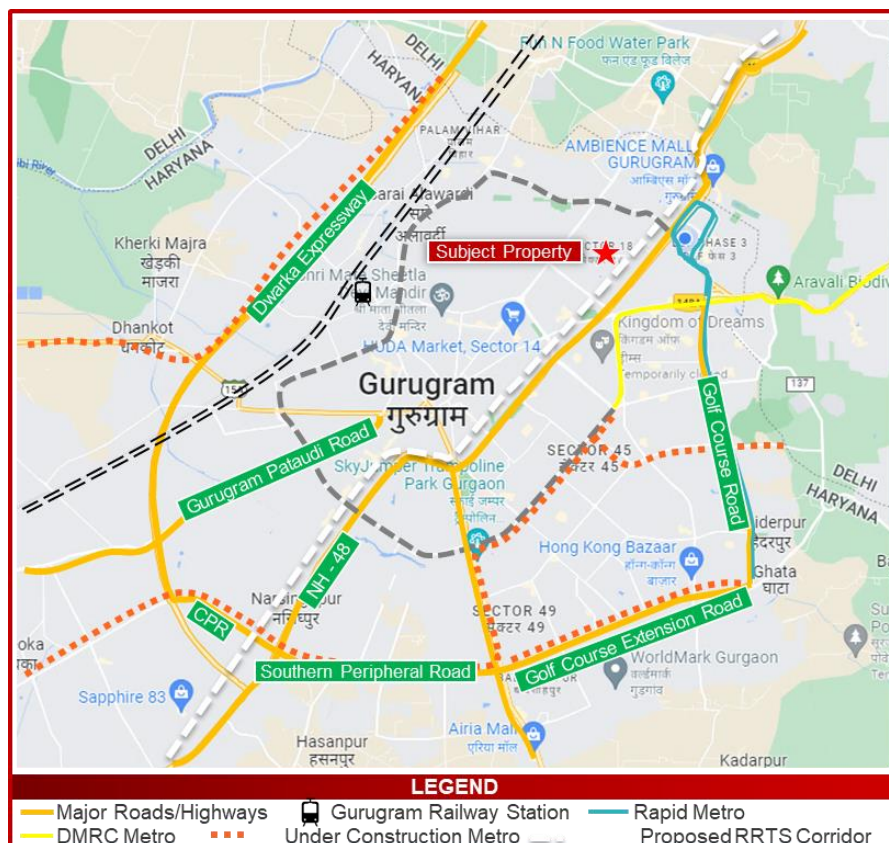 Fun N Food Water Park
फन एंड फूड विलेज
DELHI
HARYANA
PALAM VIHAR
DELHI
HARYANA
AMBIENCE MALL
GURUGRAM
Dwarka Expressway
Kherki Majra
खेड़की
माजरा
Subject Property
PHASE 3
फेस 3
Aravali Biodiv
Dhankot
धनकोट
HUDA Market, Sector 14
Kingdom of Dreams
किंगडम ऑफ़
ड्रीम्स
Temporarily closed
137
Gurugram
गुरुग्राम
Gurugram Pataudi Road
SECTOR 45
सेक्टर 45
Golf Course Road
SkyJumper Trampoline
Park Gurgaon
स्काई जम्पर
DELHI
HARYANA
NH - 48
Hong Kong Bazaar
हॉन्ग-कॉन्ग
बाज़ार
Ghata
घाटा
CPR
SECTOR 49
सेक्टर 49
Golf Course Extension Road
Southern Peripheral Road
WorldMark Gurgaon
वर्ल्डमार्क
गुड़गांव
Sapphire 83
Airia Mall
एरिया मॉल
Hasanpur
हसनपुर
Kadarpur
LEGEND
Major Roads/Highways Gurugram Railway Station Rapid Metro
DMRC Metro Under Construction Metro Proposed RRTS Corridor